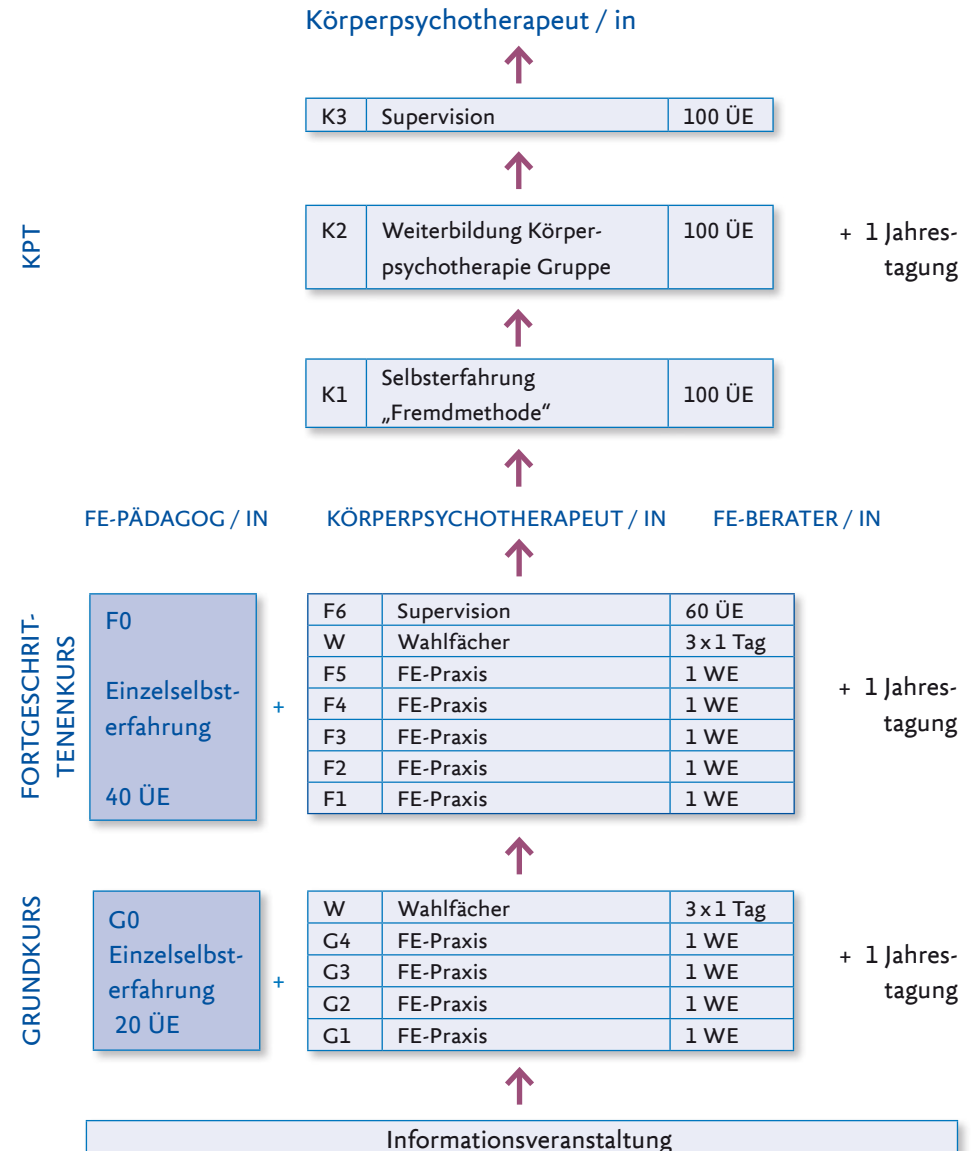 Körperpsychotherapeut / in
K3 Supervision 100 ÜE
KPT
K2 Weiterbildung Körper- 100 ÜE
psychotherapie Gruppe
+ 1 Jahres-
tagung
K1 Selbsterfahrung 100 ÜE
„Fremdmethode“
FE-PÄDAGOG / IN KÖRPERPSYCHOTHERAPEUT / IN FE-BERATER / IN
FORTGESCHRIT-
TENENKURS
F0
Einzelselbst-
erfahrung
40 ÜE
+
F6 Supervision 60 ÜE
W Wahlfächer 3 x 1 Tag
F5 FE-Praxis 1 WE
F4 FE-Praxis 1 WE
F3 FE-Praxis 1 WE
F2 FE-Praxis 1 WE
F1 FE-Praxis 1 WE
+ 1 Jahres-
tagung
GRUNDKURS
G0
Einzelselbst-
erfahrung
20 ÜE
+
W Wahlfächer 3 x 1 Tag
G4 FE-Praxis 1 WE
G3 FE-Praxis 1 WE
G2 FE-Praxis 1 WE
G1 FE-Praxis 1 WE
+ 1 Jahres-
tagung
Informationsveranstaltung